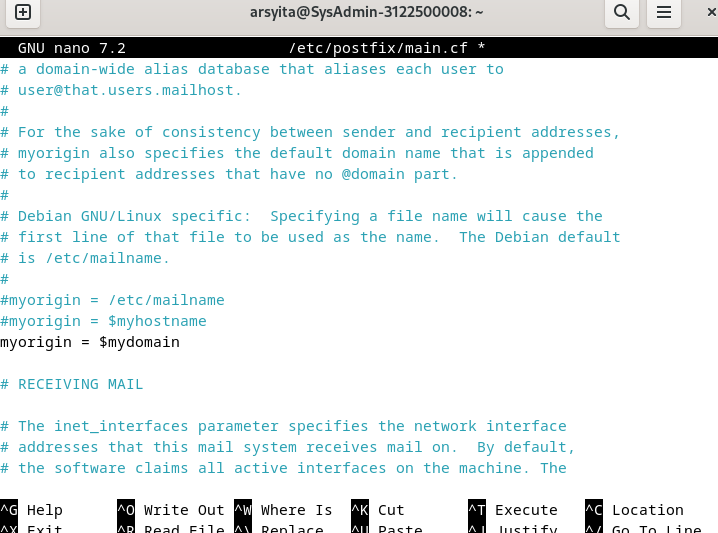 arsyita@SysAdmin-3122500008: ~
GNU nano 7.2 /etc/postfix/main.cf *
# a domain-wide alias database that aliases each user to
# user@that.users.mailhost.
#
# For the sake of consistency between sender and recipient addresses,
# myorigin also specifies the default domain name that is appended
# to recipient addresses that have no @domain part.
#
# Debian GNU/Linux specific:  Specifying a file name will cause the
# first line of that file to be used as the name.  The Debian default
# is /etc/mailname.
#
#myorigin = /etc/mailname
#myorigin = $myhostname
myorigin = $mydomain
# RECEIVING MAIL
# The inet_interfaces parameter specifies the network interface
# addresses that this mail system receives mail on.  By default,
# the software claims all active interfaces on the machine. The
^G Help ^O Write Out ^W Where Is ^K Cut ^T Execute ^C Location
^X Exit ^R Read File ^\ Replace ^U Paste ^J Justify ^/ Go To Line